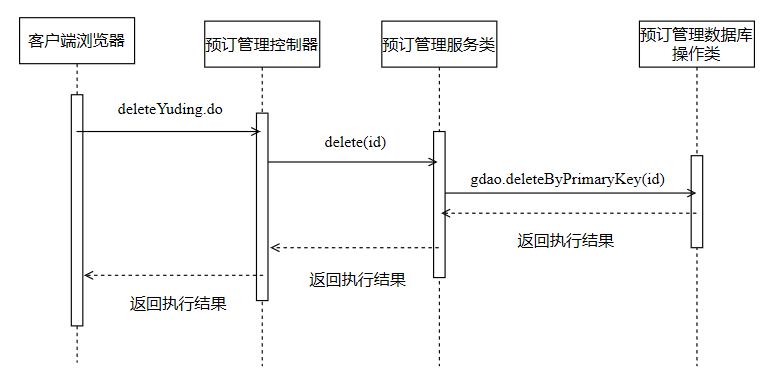 客户端浏览器
预订管理控制器
预订管理服务类
预订管理数据库
操作类
deleteYuding.do
delete(id)
gdao.deleteByPrimaryKey(id)
返回执行结果
返回执行结果
返回执行结果